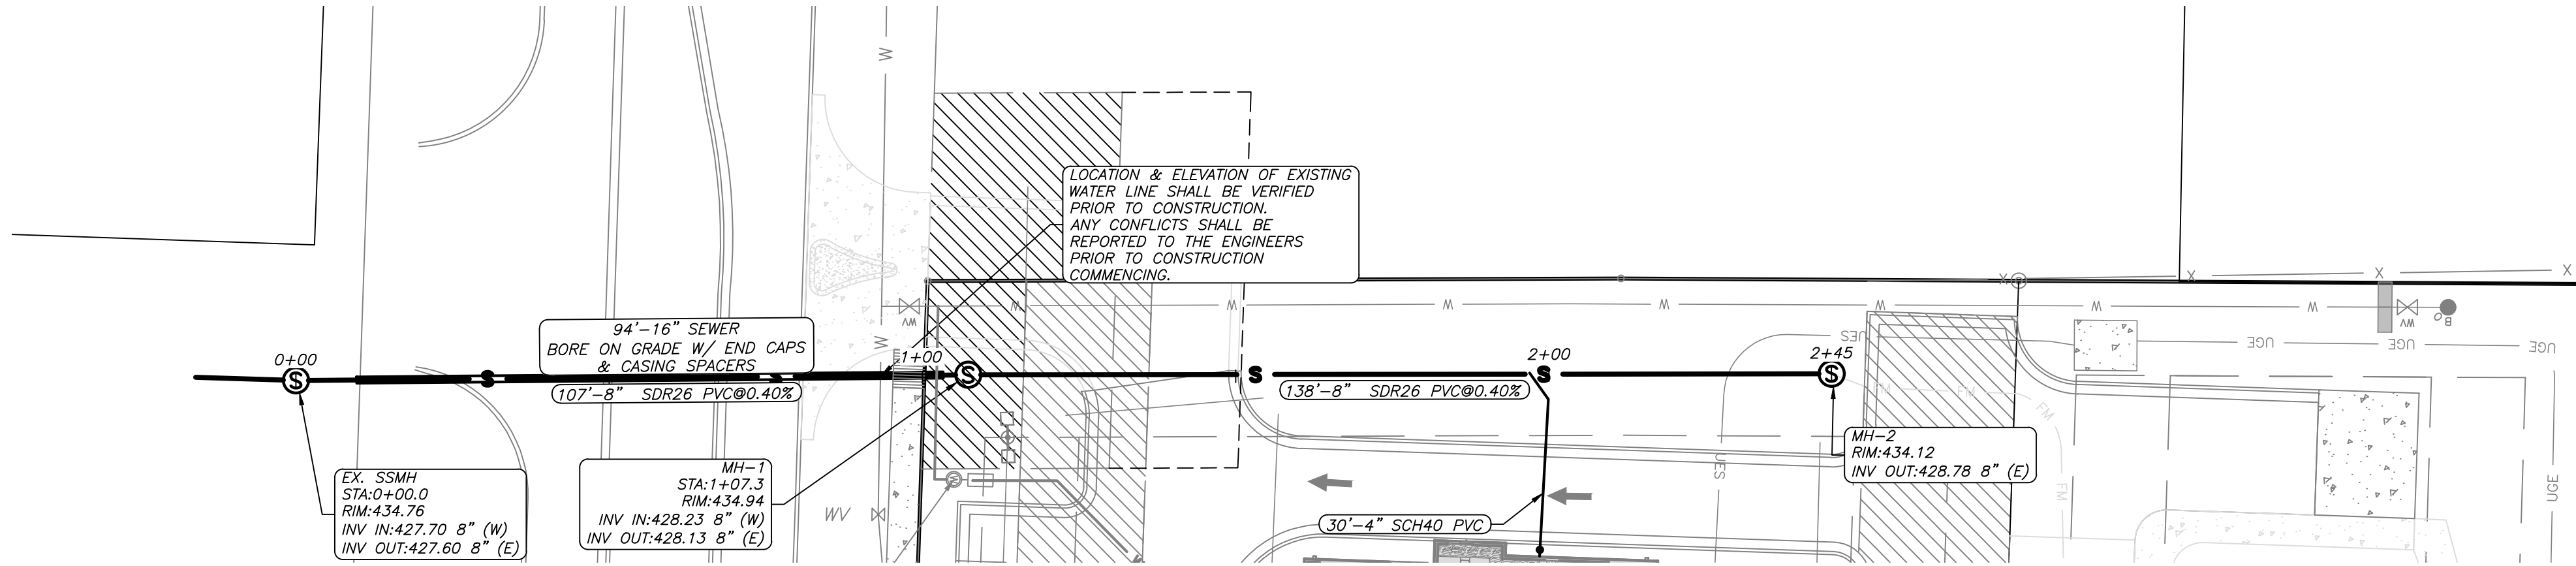 W
LOCATION & ELEVATION OF EXISTING
WATER LINE SHALL BE VERIFIED
PRIOR TO CONSTRUCTION.
ANY CONFLICTS SHALL BE
REPORTED TO THE ENGINEERS
PRIOR TO CONSTRUCTION
COMMENCING.
X X X X X
W W W W W W W
WV
WV
BO
W
UES
UGE UGE UGE
94'-16" SEWER
BORE ON GRADE W/ END CAPS
& CASING SPACERS
0+00
1+00
2+00
2+45
S S S S S S S
107'-8" SDR26 PVC@0.40%
138'-8" SDR26 PVC@0.40%
FM FM FM
FM
UES
UGE
MH-2
RIM:434.12
INV OUT:428.78 8" (E)
EX. SSMH
STA:0+00.0
RIM:434.76
INV IN:427.70 8" (W)
INV OUT:427.60 8" (E)
MH-1
STA:1+07.3
RIM:434.94
INV IN:428.23 8" (W)
INV OUT:428.13 8" (E)
W
WV
30'-4" SCH40 PVC